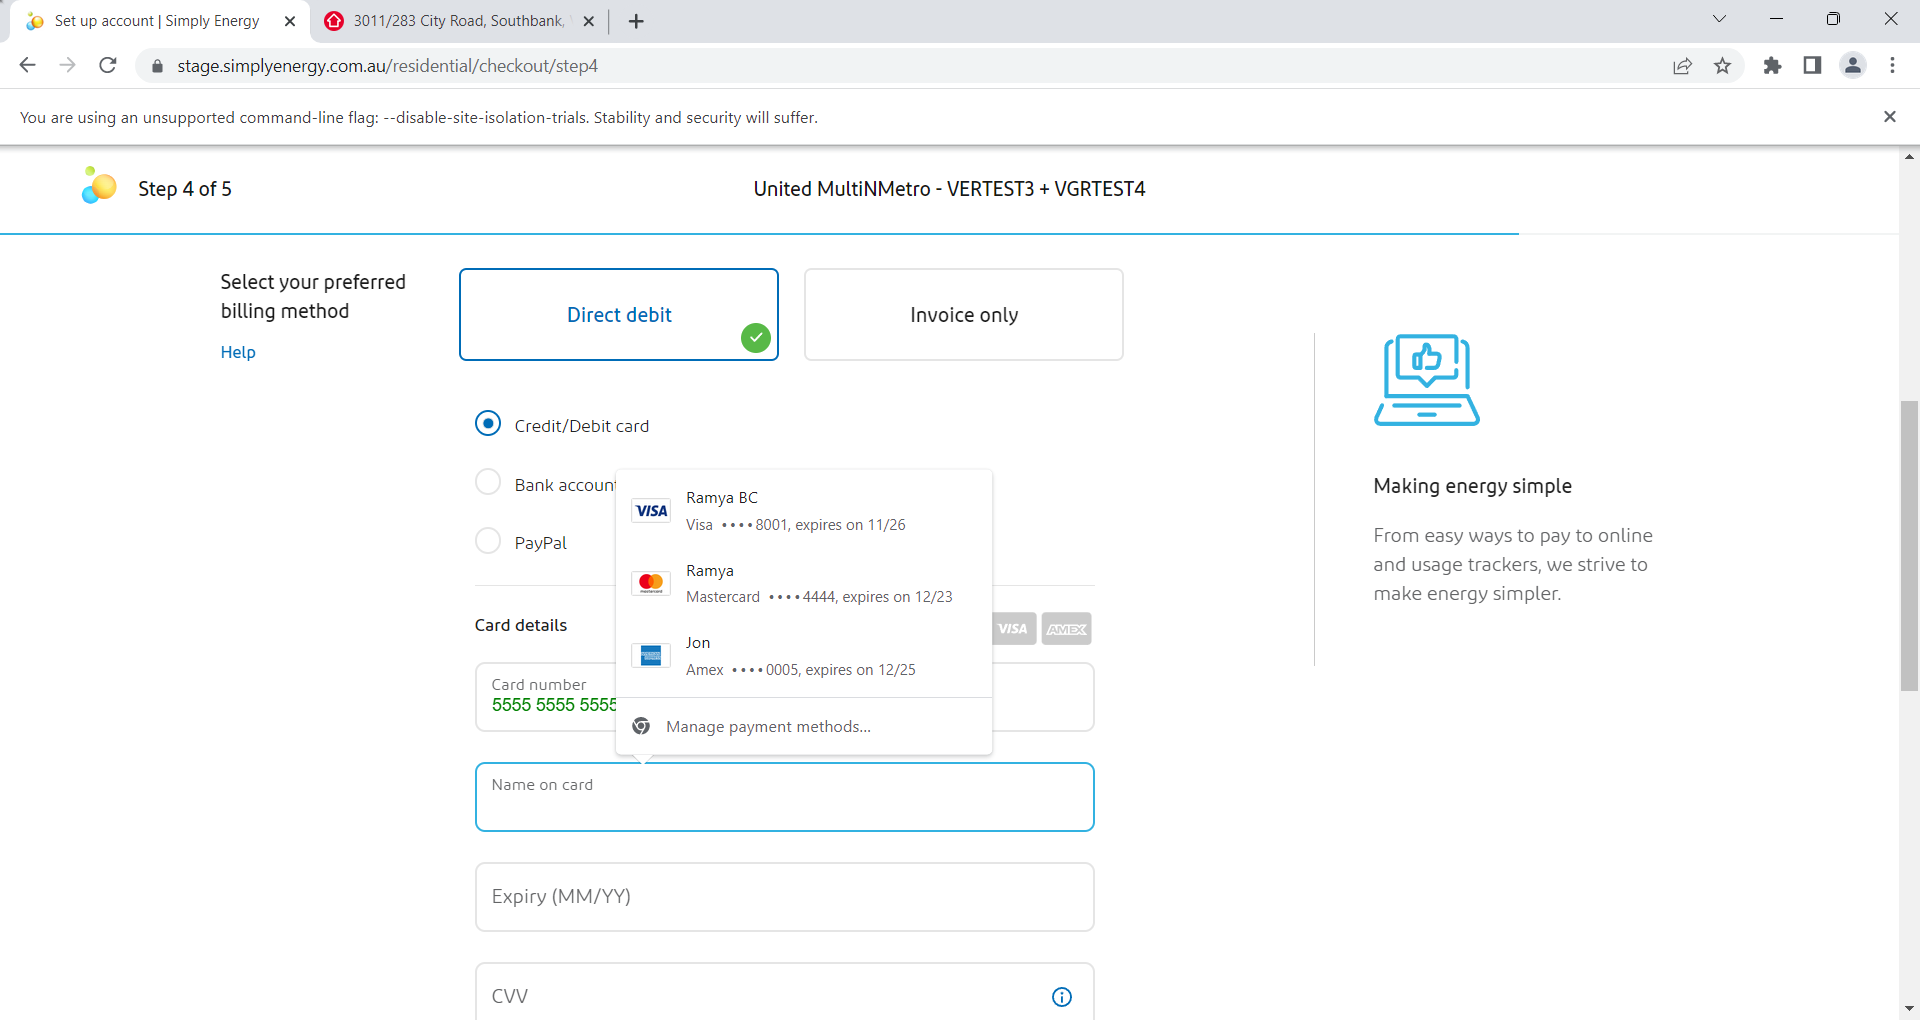 Set up account | Simply Energy
3011/283 City Road, Southbank,
stage.simplyenergy.com.au/residential/checkout/step4
You are using an unsupported command-line flag: --disable-site-isolation-trials. Stability and security will suffer.
Step 4 of 5
United MultiNMetro - VERTEST3 + VGRTEST4
Select your preferred
billing method
Help
Direct debit
Invoice only
Credit/Debit card
Bank account
PayPal
VISA
Ramya BC
Visa ••••8001, expires on 11/26
Ramya
Mastercard ••••4444, expires on 12/23
Jon
Amex ••••0005, expires on 12/25
Manage payment methods...
Card details
VISA
AMEX
Card number
5555 5555 5555
Name on card
Expiry (MM/YY)
CVV
Making energy simple
From easy ways to pay to online
and usage trackers, we strive to
make energy simpler.